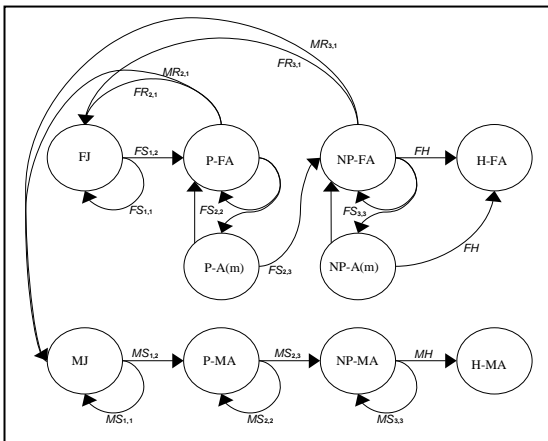 MR3,1
FR3,1
MR2,1
FR2,1
FJ
FS1,2
P-FA
NP-FA
FH
H-FA
FS1,1
FS2,2
FS3,3
P-A(m)
FS2,3
NP-A(m)
FH
MJ
MS1,2
P-MA
MS2,3
NP-MA
MH
H-MA
MS1,1
MS2,2
MS3,3